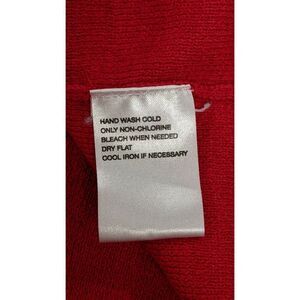 HAND WASH COLD
ONLY NON-CHLORINE
BLEACH WHEN NEEDED
DRY FLAT
COOL IRON IF NECESSARY